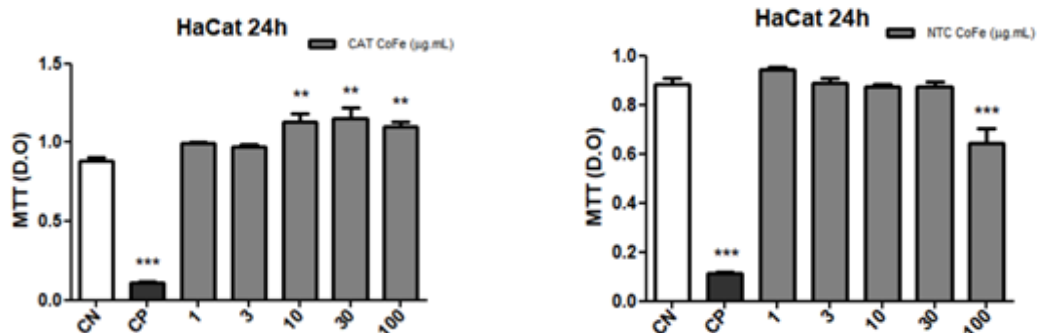 HaCat 24h
CAT CoFe (µg.mL)
MTT (D.O)
1.5
1.0
0.5
0.0
***
**
**
**
CN CP 1 3 10 30 100
HaCat 24h
NTC CoFe (µg.mL)
MTT (D.O)
1.0
0.8
0.6
0.4
0.2
0.0
***
***
CN CP 1 3 10 30 100